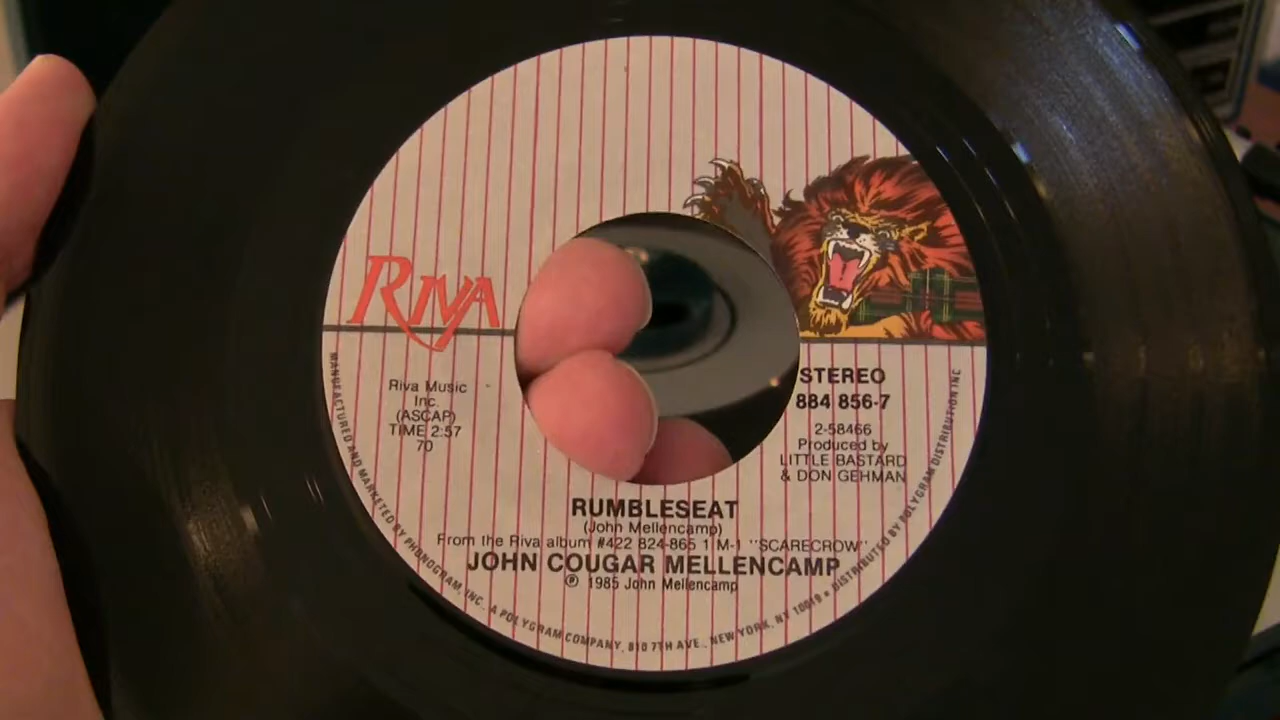 RIVA
Riva Music
Inc.
(ASCAP)
TIME 2:57
70
STEREO
884 856-7
2-58466
Produced by
LITTLE BASTARD
& DON GEHMAN
RUMBLESEAT
(John Mellencamp)
From the Riva album #422 824-865 1 M-1 "SCARECROW"
JOHN COUGAR MELLENCAMP
℗ 1985 John Mellencamp
MANUFACTURED AND MARKETED BY PHONOGRAM, INC. A POLYGRAM COMPANY, 810 7TH AVE., NEW YORK, NY 10019 • DISTRIBUTED BY POLYGRAM DISTRIBUTION INC